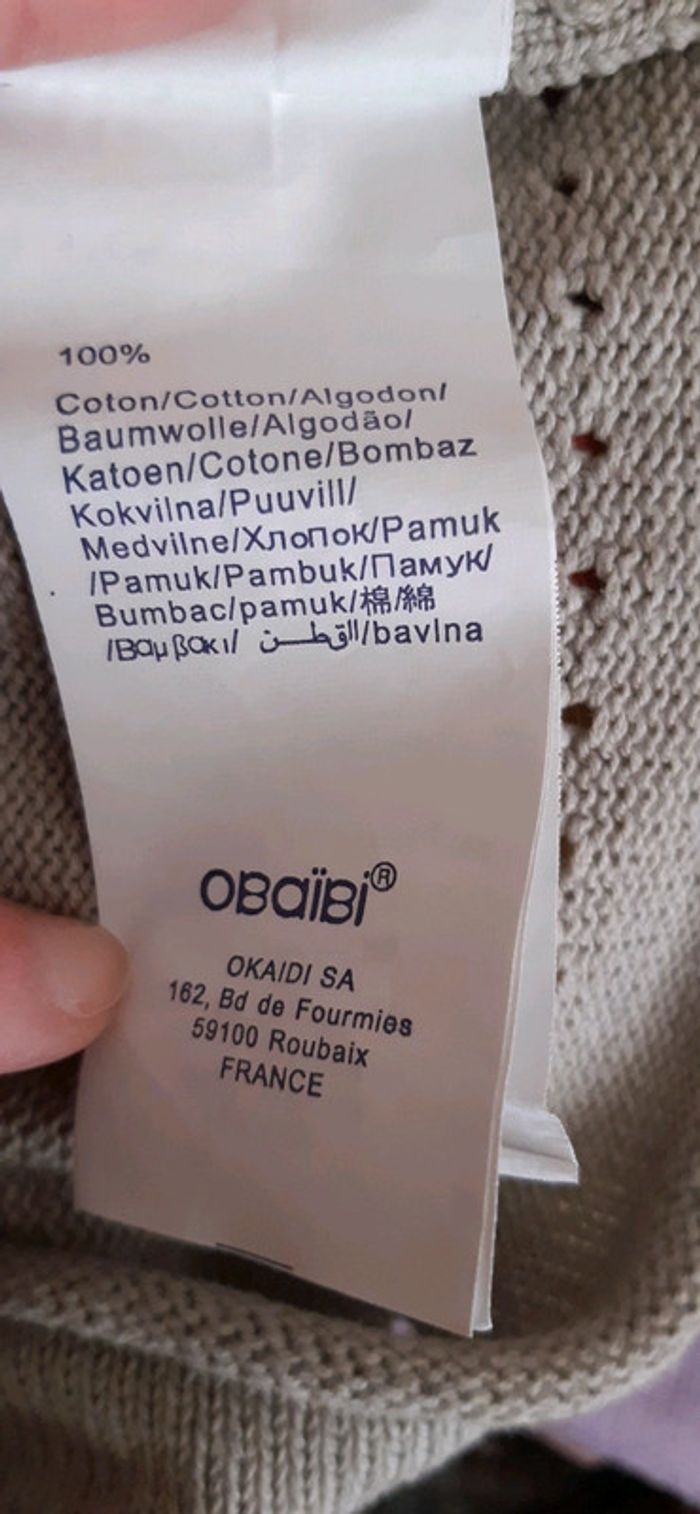 100%
Coton/Cotton/Algodon/
Baumwolle/Algodão/
Katoen/Cotone/Bombaz
Kokvilna/Puuvill/
Medvilne/Хлопок/Pamuk
/Pamuk/Pambuk/Памук/
Bumbac/pamuk/棉/綿
/Βαμβακι/ القطن/bavlna
OBaïBi®
OKAIDI SA
162, Bd de Fourmies
59100 Roubaix
FRANCE